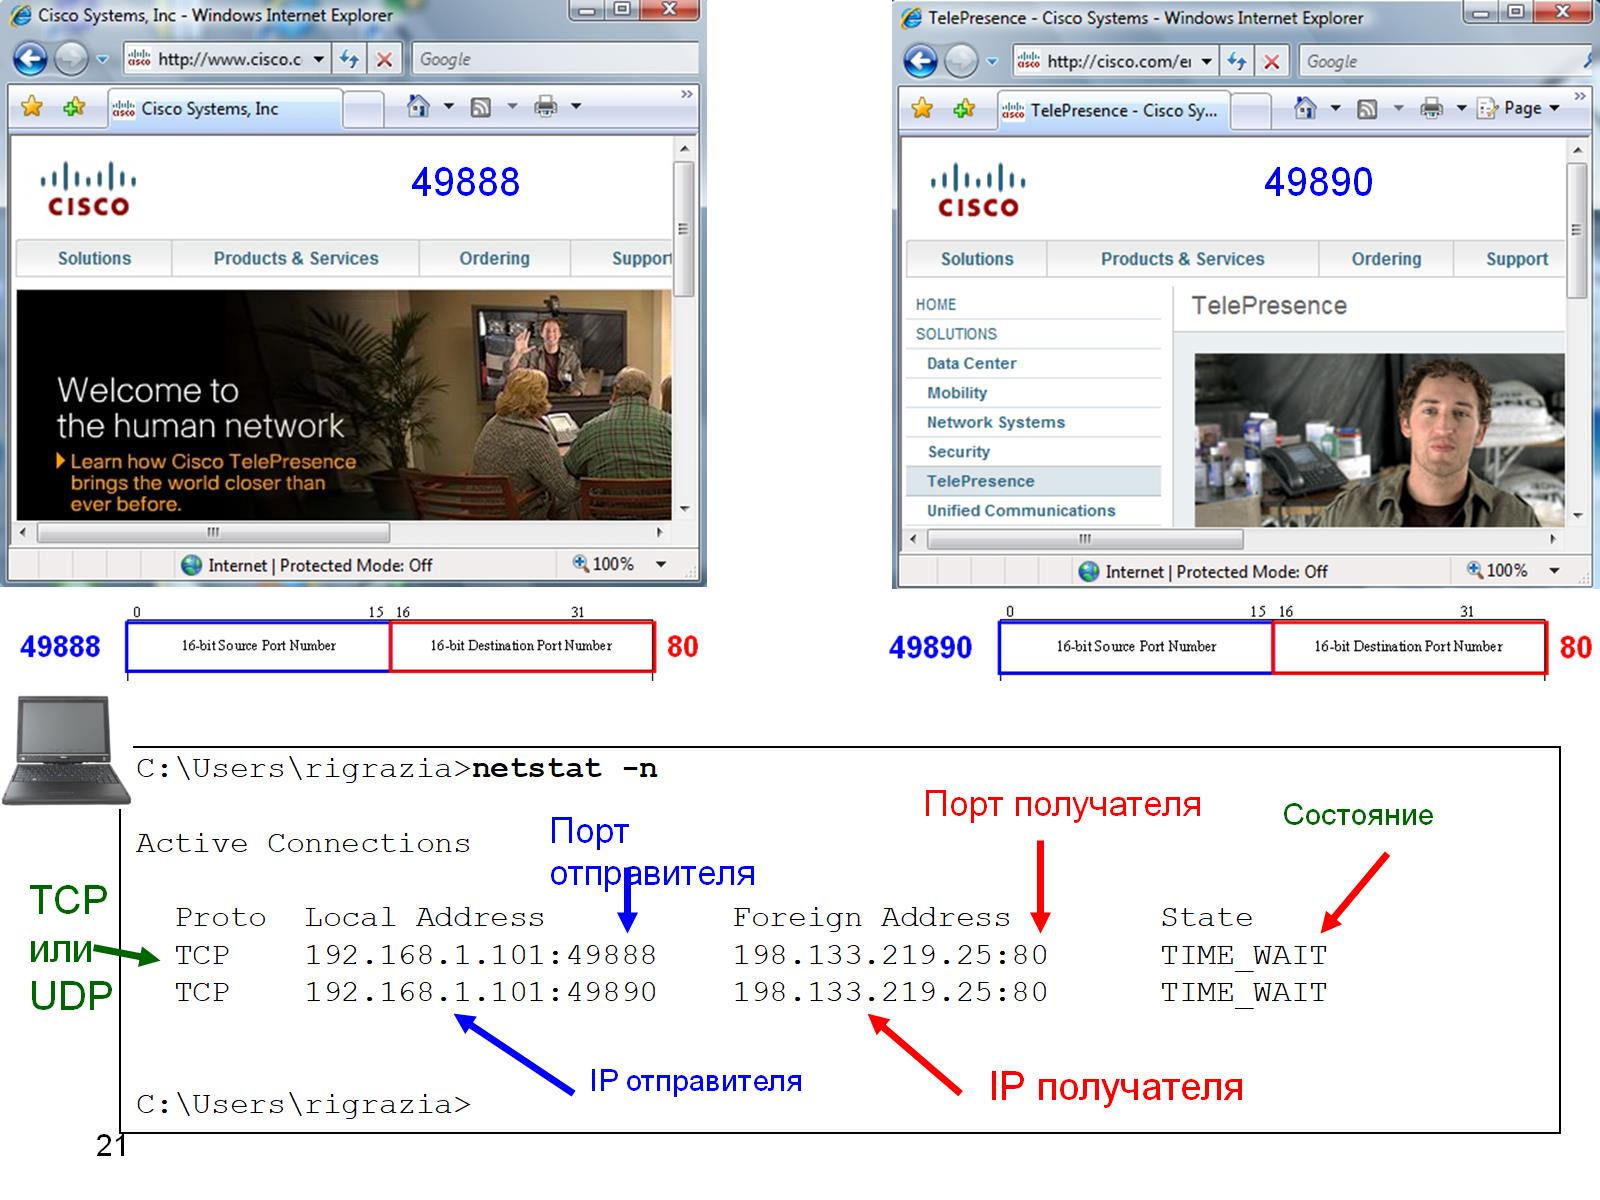 Cisco Systems, Inc - Windows Internet Explorer
http://www.cisco.c
Google
Cisco Systems, Inc
CISCO
49888
Solutions Products & Services Ordering Support
Welcome to
the human network
Learn how Cisco TelePresence
brings the world closer than
ever before.
Internet | Protected Mode: Off 100%
TelePresence - Cisco Systems - Windows Internet Explorer
http://cisco.com/en
Google
TelePresence - Cisco Sy... Page
CISCO
49890
Solutions Products & Services Ordering Support
HOME
SOLUTIONS
Data Center
Mobility
Network Systems
Security
TelePresence
Unified Communications
TelePresence
Internet | Protected Mode: Off 100%
0 15 16 31
49888 16-bit Source Port Number 16-bit Destination Port Number 80
0 15 16 31
49890 16-bit Source Port Number 16-bit Destination Port Number 80
C:\Users\rigrazia>netstat -n
Порт получателя
Состояние
Порт
отправителя
Active Connections
TCP
или
UDP
Proto Local Address Foreign Address State
TCP 192.168.1.101:49888 198.133.219.25:80 TIME_WAIT
TCP 192.168.1.101:49890 198.133.219.25:80 TIME_WAIT
IP отправителя
IP получателя
C:\Users\rigrazia>
21